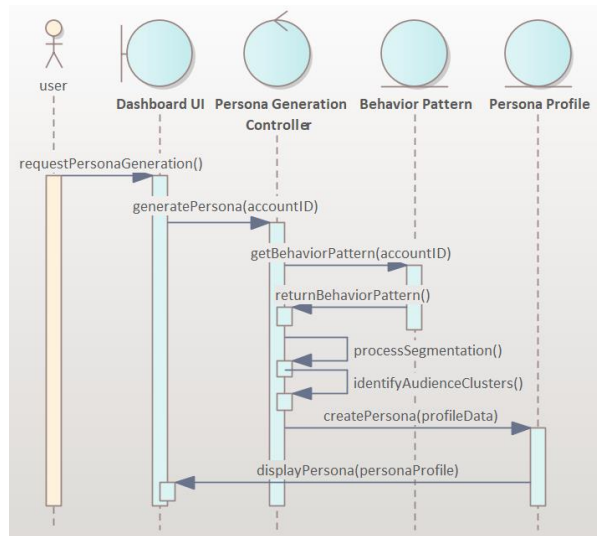 user
Dashboard UI
Persona Generation
Controller
Behavior Pattern
Persona Profile
requestPersonaGeneration()
generatePersona(accountID)
getBehaviorPattern(accountID)
returnBehaviorPattern()
processSegmentation()
identifyAudienceClusters()
createPersona(profileData)
displayPersona(personaProfile)